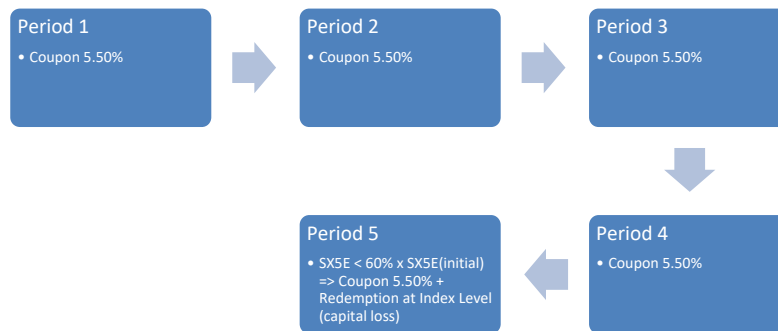 Period 1
• Coupon 5.50%
Period 2
• Coupon 5.50%
Period 3
• Coupon 5.50%
Period 4
• Coupon 5.50%
Period 5
• SX5E < 60% x SX5E(initial)
=> Coupon 5.50% +
Redemption at Index Level
(capital loss)